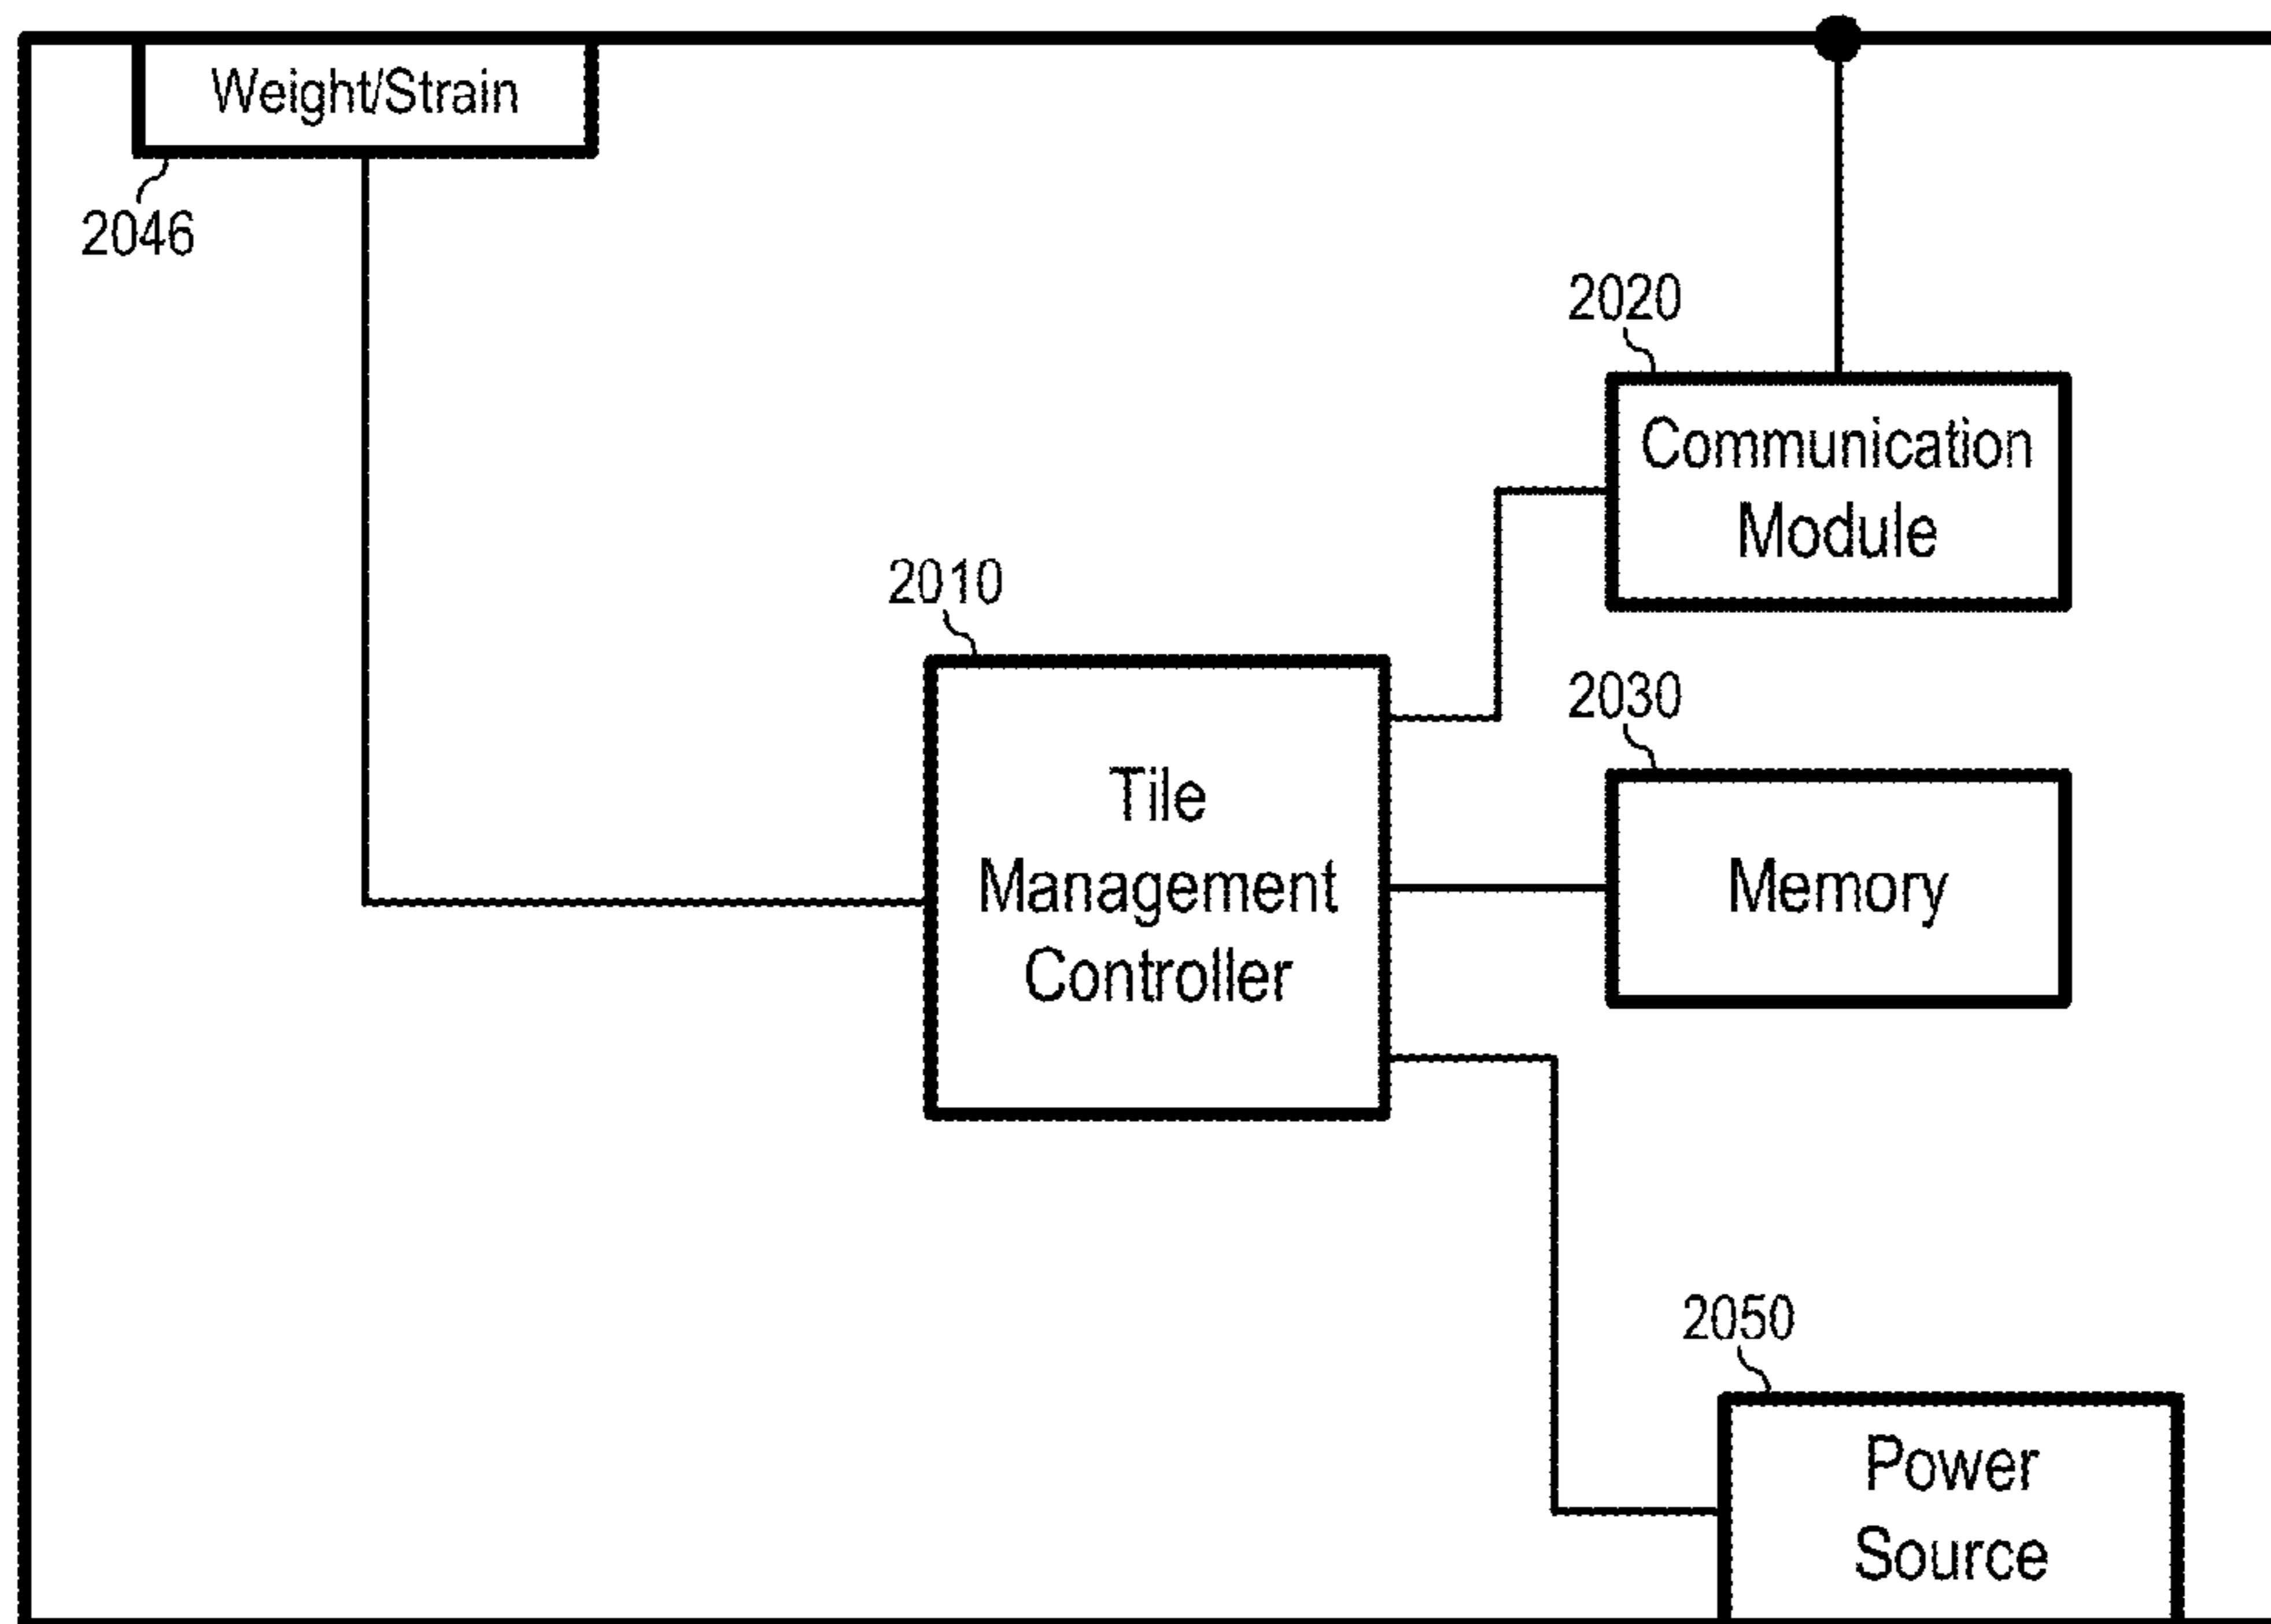 Weight/Strain
2046
2020
Communication
Module
2010
Tile
Management
Controller
2030
Memory
2050
Power
Source